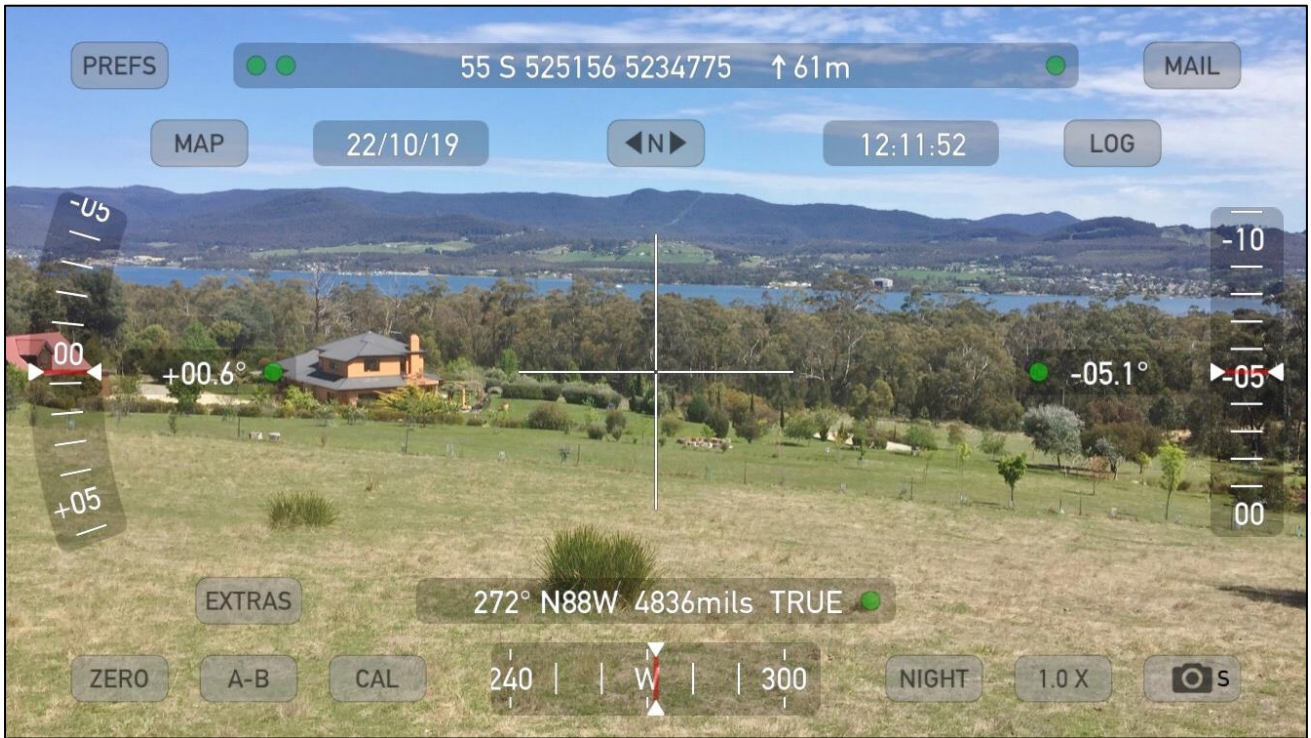 PREFS
55 S 525156 5234775 ↑ 61m
MAIL
MAP
22/10/19
◀N▶
12:11:52
LOG
-05
00
+05
+00.6°
-05.1°
-10
-05
00
EXTRAS
272° N88W 4836mils TRUE
ZERO
A-B
CAL
240 W 300
NIGHT
1.0 X
S